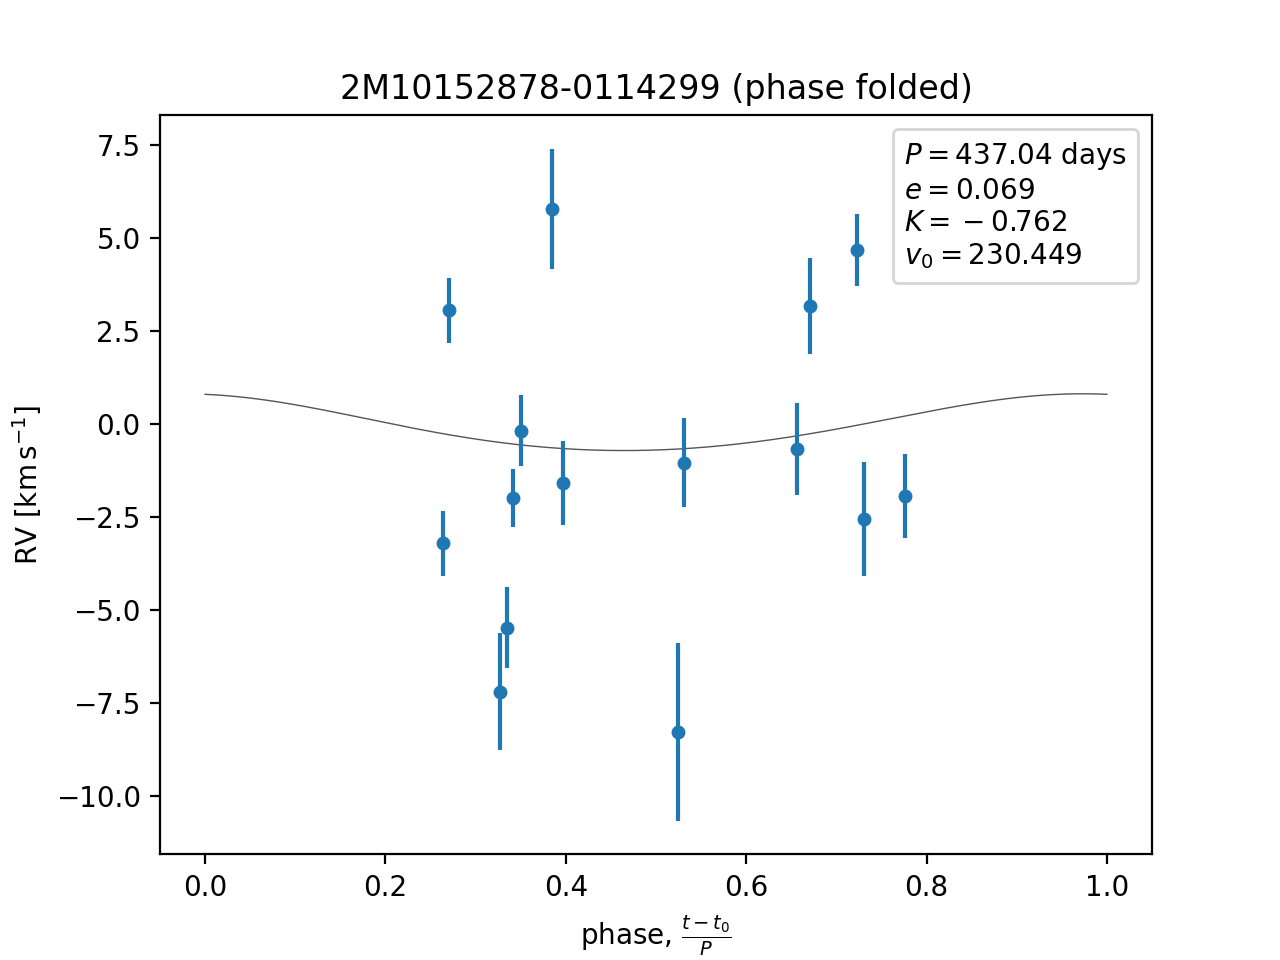 2M10152878-0114299 (phase folded)
P = 437.04 days
e = 0.069
K = −0.762
v₀ = 230.449
7.5
5.0
2.5
0.0
−2.5
−5.0
−7.5
−10.0
RV [km s⁻¹]
0.0 0.2 0.4 0.6 0.8 1.0
phase, (t − t₀)/P